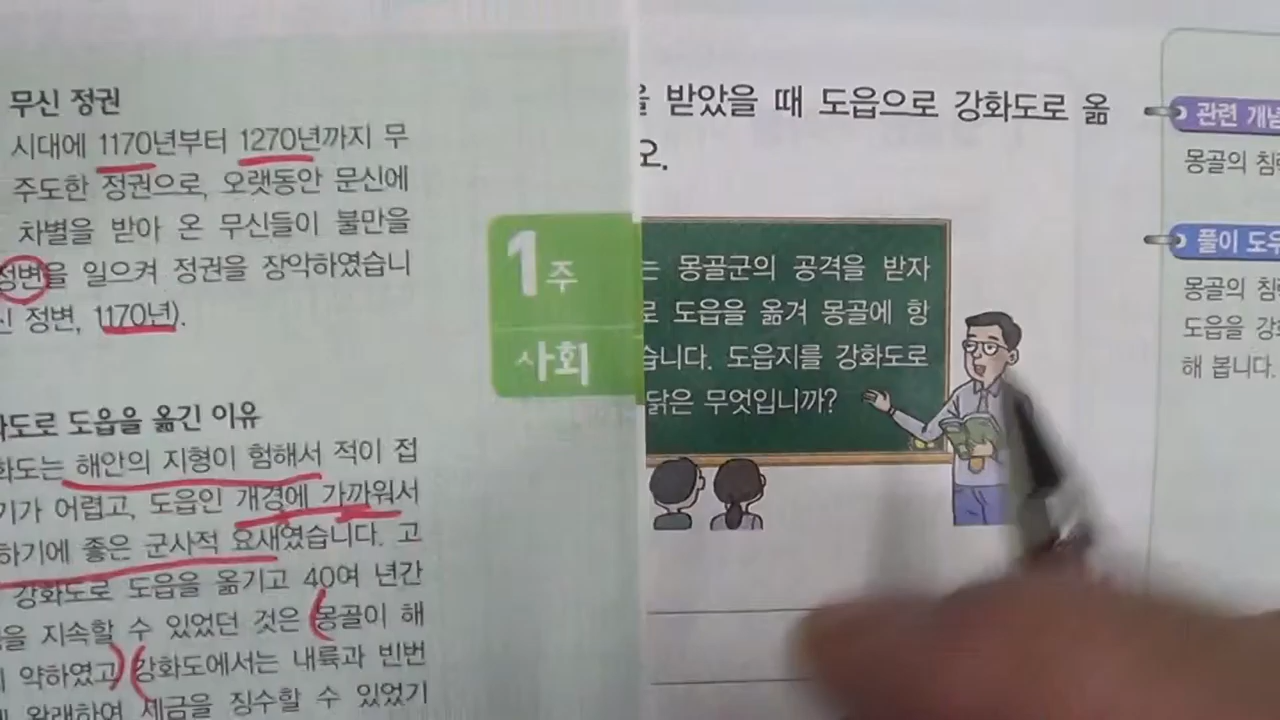 무신 정권
시대에 1170년부터 1270년까지 무
주도한 정권으로, 오랫동안 문신에
차별을 받아 온 무신들이 불만을
정변을 일으켜 정권을 장악하였습니
신 정변, 1170년).
화도로 도읍을 옮긴 이유
화도는 해안의 지형이 험해서 적이 접
기가 어렵고, 도읍인 개경에 가까워서
하기에 좋은 군사적 요새였습니다. 고
강화도로 도읍을 옮기고 40여 년간
을 지속할 수 있었던 것은 몽골이 해
약하였고 강화도에서는 내륙과 빈번
왕래하여 세금을 징수할 수 있었기
1주
사회
을 받았을 때 도읍으로 강화도로 옮
오.
는 몽골군의 공격을 받자
로 도읍을 옮겨 몽골에 항
습니다. 도읍지를 강화도로
닭은 무엇입니까?
관련 개념
몽골의 침략
풀이 도우
몽골의 침
도읍을 강
해 봅니다.